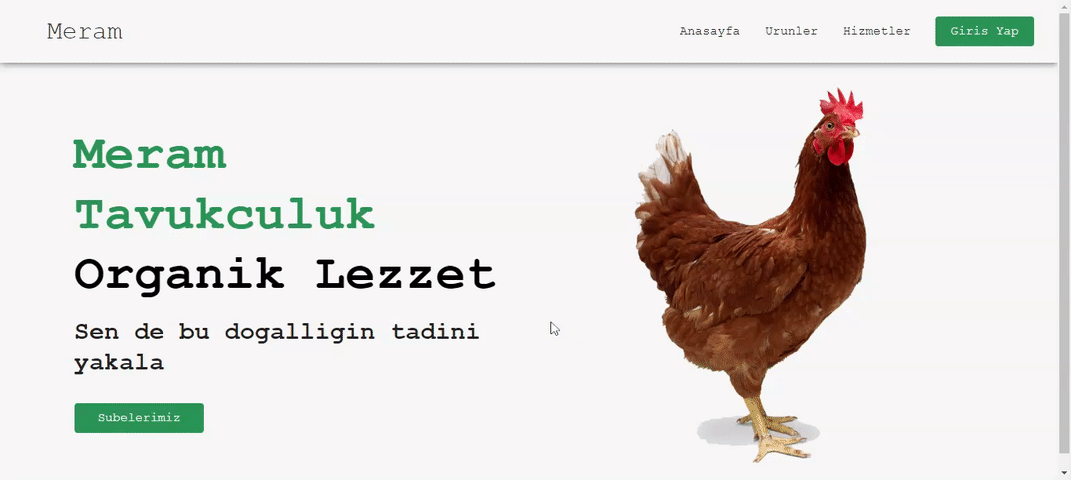 Meram
Anasayfa Urunler Hizmetler Giris Yap
Meram
Tavukculuk
Organik Lezzet
Sen de bu dogalligin tadini
yakala
Subelerimiz